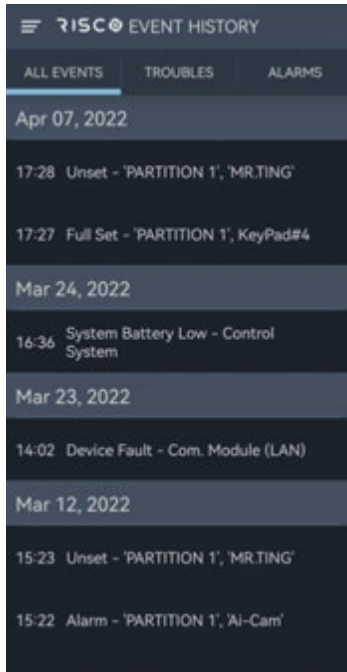 RISCO EVENT HISTORY
ALL EVENTS TROUBLES ALARMS
Apr 07, 2022
17:28 Unset - 'PARTITION 1', 'MR.TING'
17:27 Full Set - 'PARTITION 1', KeyPad#4
Mar 24, 2022
16:36 System Battery Low - Control
System
Mar 23, 2022
14:02 Device Fault - Com. Module (LAN)
Mar 12, 2022
15:23 Unset - 'PARTITION 1', 'MR.TING'
15:22 Alarm - 'PARTITION 1', 'Ai-Cam'